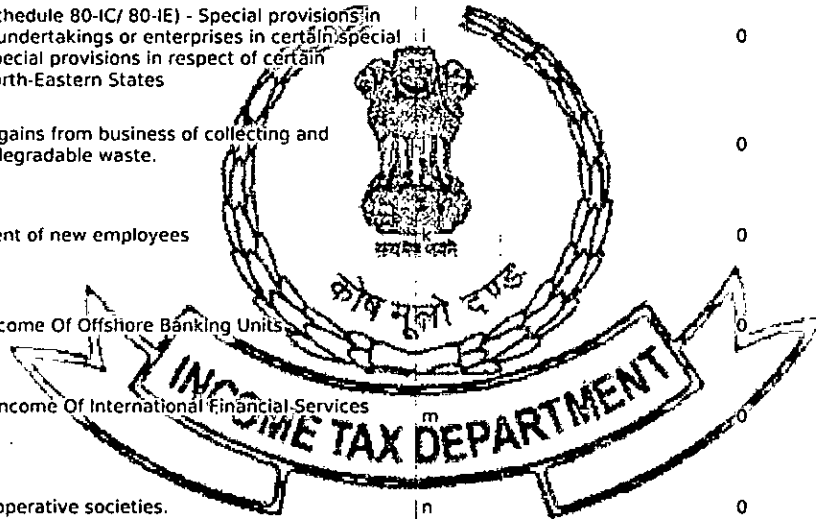 chedule 80-IC/ 80-IE) - Special provisions in
undertakings or enterprises in certain special
pecial provisions in respect of certain
rth-Eastern States
i
0
gains from business of collecting and
degradable waste.
0
ent of new employees
k
0
सत्यमेव जयते
कोष मूलो दण्ड
come Of Offshore Banking Units
0
ncome Of International Financial Services
m
0
INCOME TAX DEPARTMENT
operative societies.
n
0